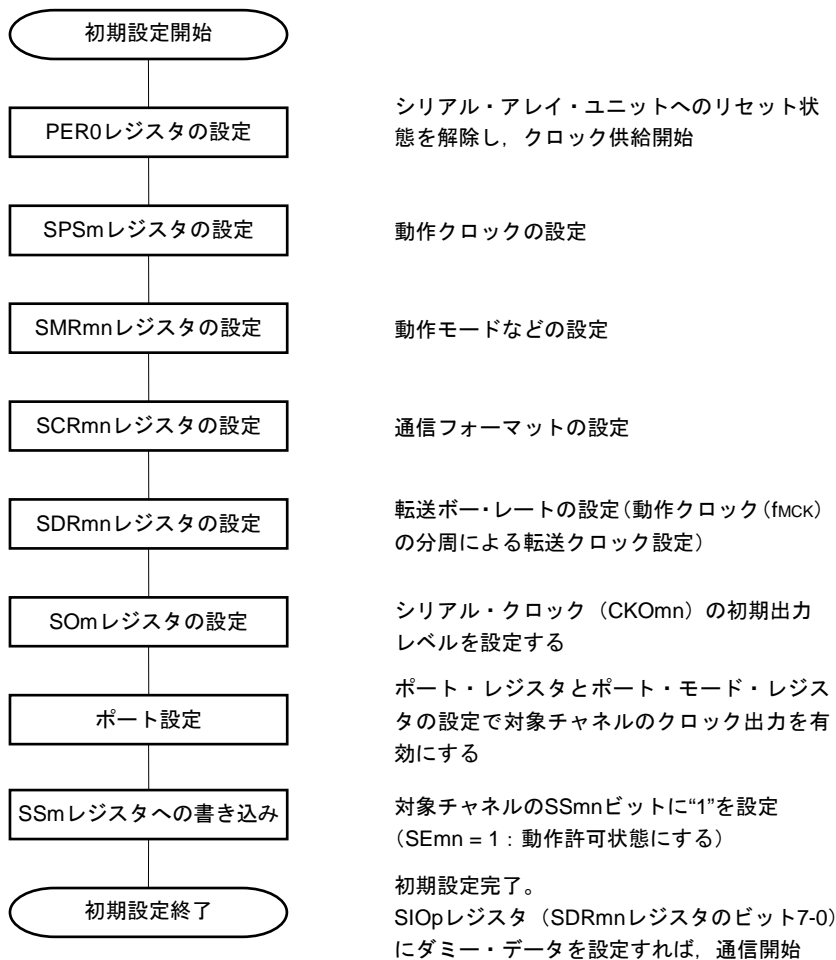 初期設定開始
PER0レジスタの設定
シリアル・アレイ・ユニットへのリセット状
態を解除し，クロック供給開始
SPSmレジスタの設定
動作クロックの設定
SMRmnレジスタの設定
動作モードなどの設定
SCRmnレジスタの設定
通信フォーマットの設定
SDRmnレジスタの設定
転送ボー・レートの設定（動作クロック（fMCK）
の分周による転送クロック設定）
SOmレジスタの設定
シリアル・クロック（CKOmn）の初期出力
レベルを設定する
ポート設定
ポート・レジスタとポート・モード・レジス
タの設定で対象チャネルのクロック出力を有
効にする
SSmレジスタへの書き込み
対象チャネルのSSmnビットに“1”を設定
（SEmn = 1：動作許可状態にする）
初期設定終了
初期設定完了。
SIOpレジスタ（SDRmnレジスタのビット7-0）
にダミー・データを設定すれば，通信開始